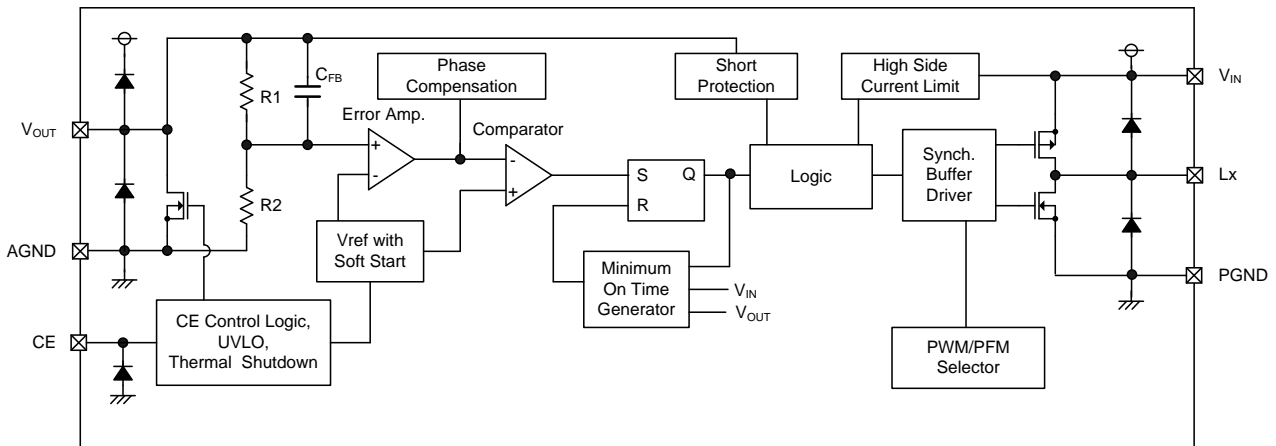 R1
CFB
Phase
Compensation
Short
Protection
High Side
Current Limit
VIN
Error Amp.
Comparator
VOUT
+
-
-
+
S
Q
R
Logic
Synch.
Buffer
Driver
Lx
R2
AGND
Vref with
Soft Start
Minimum
On Time
Generator
VIN
VOUT
PGND
CE
CE Control Logic,
UVLO,
Thermal Shutdown
PWM/PFM
Selector